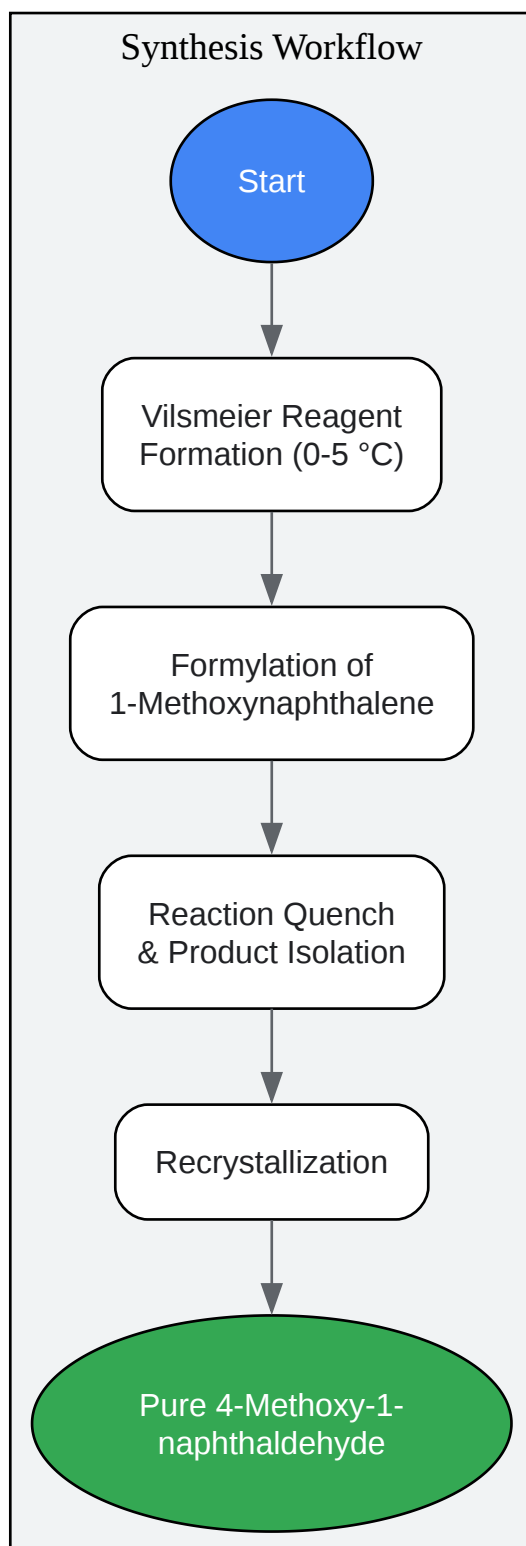 Synthesis Workflow
Start
Vilsmeier Reagent
Formation (0-5 °C)
Formylation of
1-Methoxynaphthalene
Reaction Quench
& Product Isolation
Recrystallization
Pure 4-Methoxy-1-
naphthaldehyde